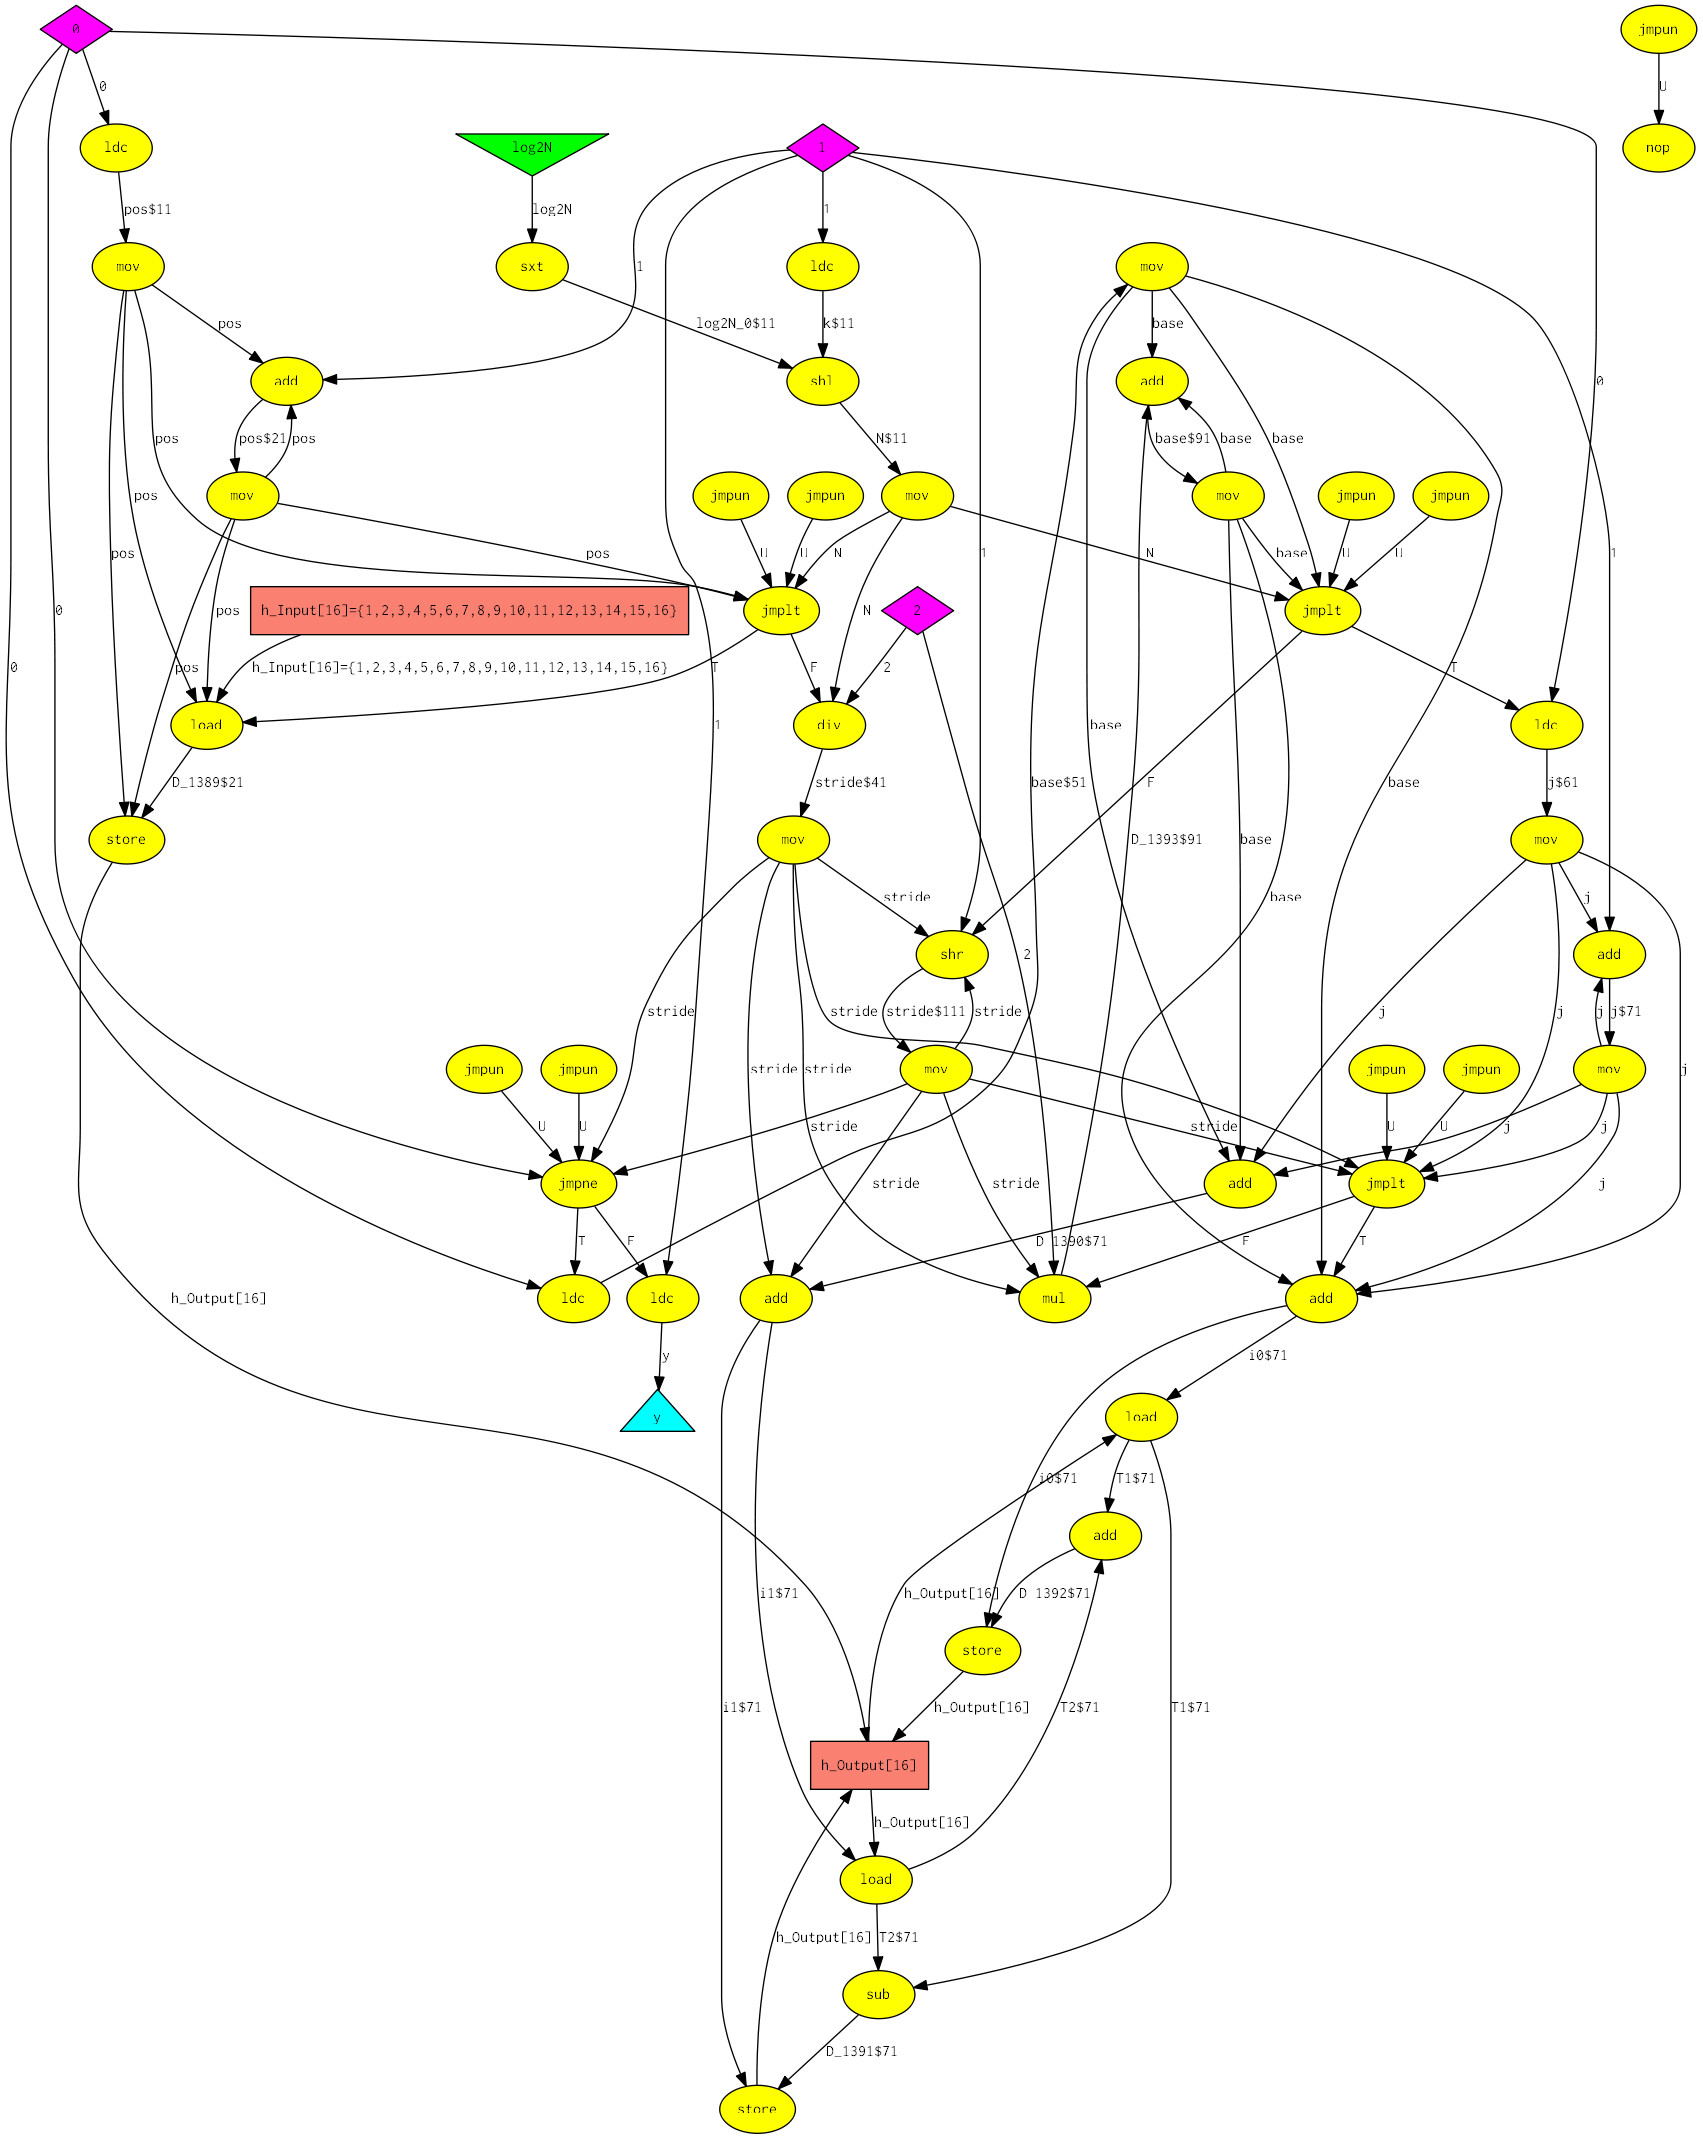 0
jmpun
0
U
ldc
log2N
1
nop
pos$11
log2N
1
mov
sxt
ldc
mov
1
pos
log2N_0$11
k$11
base
add
shl
add
0
pos
pos$21
pos
N$11
base$91
base
base
mov
jmpun
jmpun
mov
mov
jmpun
jmpun
pos
pos
pos
U
U
N
1
N
base
U
U
1
0
pos
h_Input[16]={1,2,3,4,5,6,7,8,9,10,11,12,13,14,15,16}
jmplt
N
2
jmplt
0
pos
h_Input[16]={1,2,3,4,5,6,7,8,9,10,11,12,13,14,15,16}
T
F
2
T
load
1
div
base
ldc
D_1389$21
stride$41
base$51
F
base
j$61
store
mov
D_1393$91
base
mov
stride
base
j
shr
2
add
stride
stride
stride
stride
stride$111
stride
j
j
j
j$71
jmpun
jmpun
mov
jmpun
jmpun
mov
j
U
U
stride
stride
U
U
j
j
jmpne
stride
stride
add
jmplt
j
T
F
D_1390$71
F
T
h_Output[16]
ldc
ldc
add
mul
add
y
i0$71
y
load
i0$71
T1$71
add
i1$71
h_Output[16]
D_1392$71
store
i1$71
h_Output[16]
T2$71
T1$71
h_Output[16]
h_Output[16]
load
h_Output[16]
T2$71
sub
D_1391$71
store